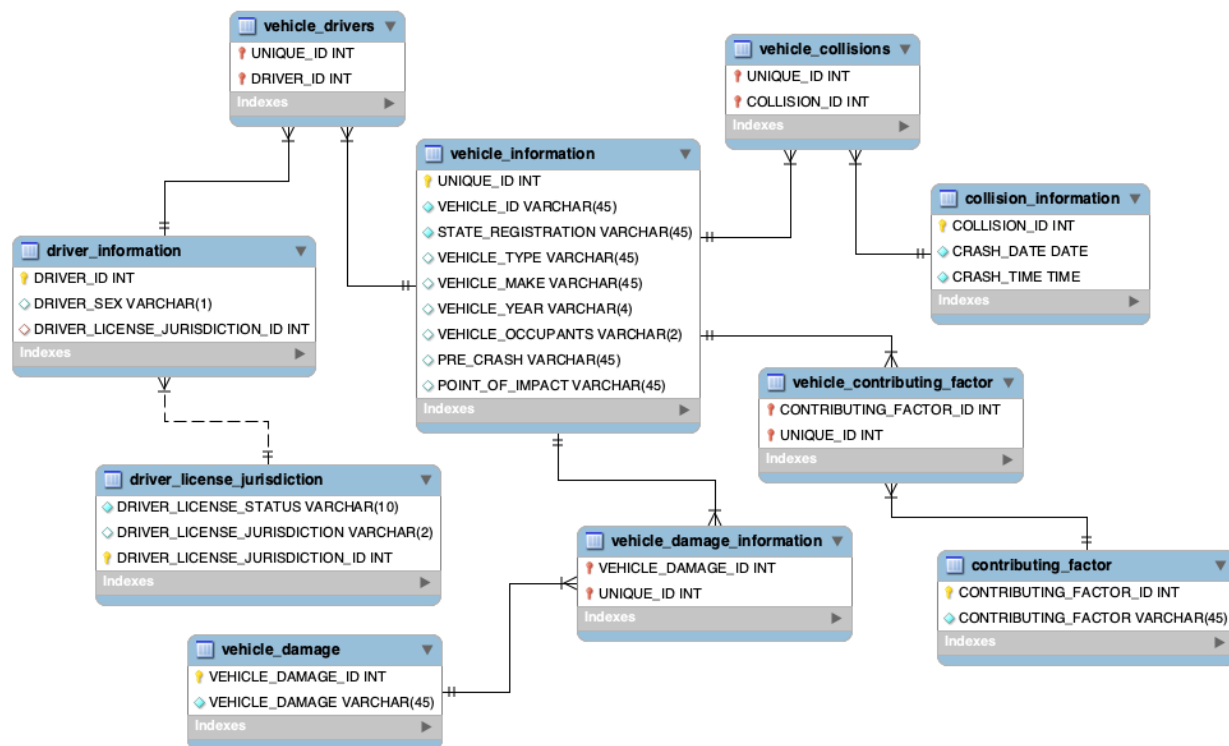 vehicle_drivers
UNIQUE_ID INT
DRIVER_ID INT
Indexes
vehicle_collisions
UNIQUE_ID INT
COLLISION_ID INT
Indexes
vehicle_information
UNIQUE_ID INT
VEHICLE_ID VARCHAR(45)
STATE_REGISTRATION VARCHAR(45)
VEHICLE_TYPE VARCHAR(45)
VEHICLE_MAKE VARCHAR(45)
VEHICLE_YEAR VARCHAR(4)
VEHICLE_OCCUPANTS VARCHAR(2)
PRE_CRASH VARCHAR(45)
POINT_OF_IMPACT VARCHAR(45)
Indexes
collision_information
COLLISION_ID INT
CRASH_DATE DATE
CRASH_TIME TIME
Indexes
driver_information
DRIVER_ID INT
DRIVER_SEX VARCHAR(1)
DRIVER_LICENSE_JURISDICTION_ID INT
Indexes
vehicle_contributing_factor
CONTRIBUTING_FACTOR_ID INT
UNIQUE_ID INT
Indexes
driver_license_jurisdiction
DRIVER_LICENSE_STATUS VARCHAR(10)
DRIVER_LICENSE_JURISDICTION VARCHAR(2)
DRIVER_LICENSE_JURISDICTION_ID INT
Indexes
vehicle_damage_information
VEHICLE_DAMAGE_ID INT
UNIQUE_ID INT
Indexes
contributing_factor
CONTRIBUTING_FACTOR_ID INT
CONTRIBUTING_FACTOR VARCHAR(45)
Indexes
vehicle_damage
VEHICLE_DAMAGE_ID INT
VEHICLE_DAMAGE VARCHAR(45)
Indexes